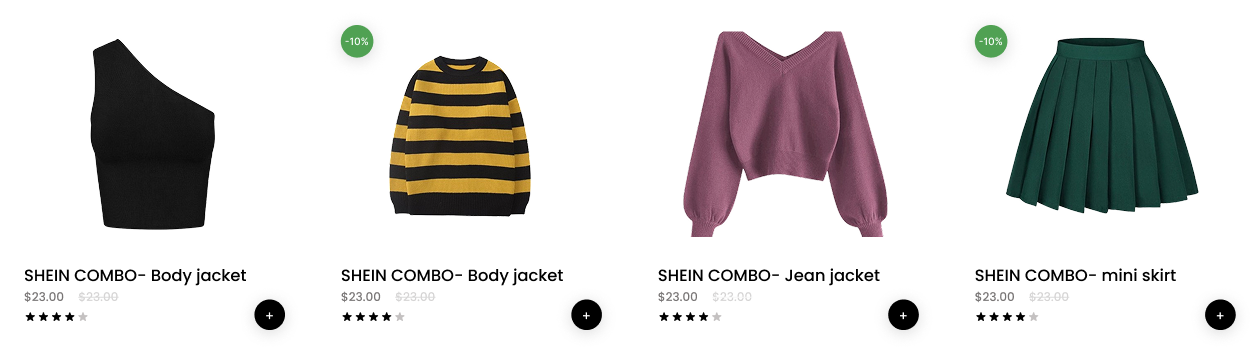 -10%
-10%
SHEIN COMBO- Body jacket
SHEIN COMBO- Body jacket
SHEIN COMBO- Jean jacket
SHEIN COMBO- mini skirt
$23.00 $23.00
$23.00 $23.00
$23.00 $23.00
$23.00 $23.00
+
+
+
+